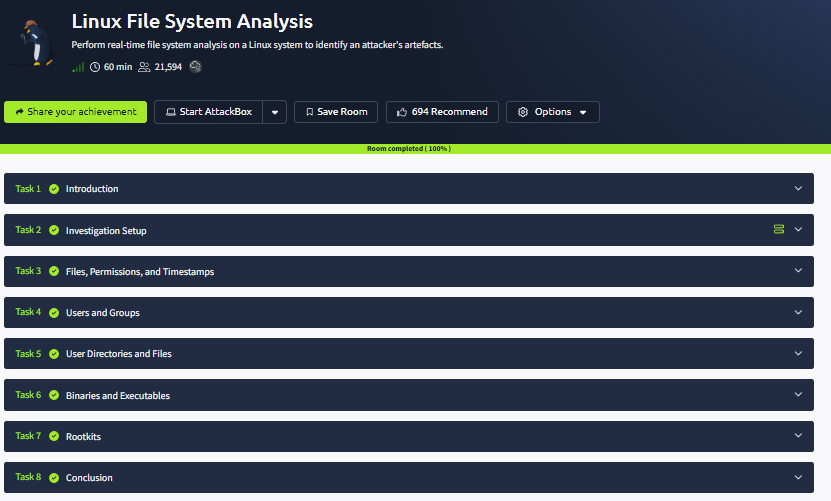 Linux File System Analysis
Perform real-time file system analysis on a Linux system to identify an attacker's artefacts.
60 min 21,594
Share your achievement Start AttackBox Save Room 694 Recommend Options
Room completed ( 100% )
Task 1 Introduction
Task 2 Investigation Setup
Task 3 Files, Permissions, and Timestamps
Task 4 Users and Groups
Task 5 User Directories and Files
Task 6 Binaries and Executables
Task 7 Rootkits
Task 8 Conclusion